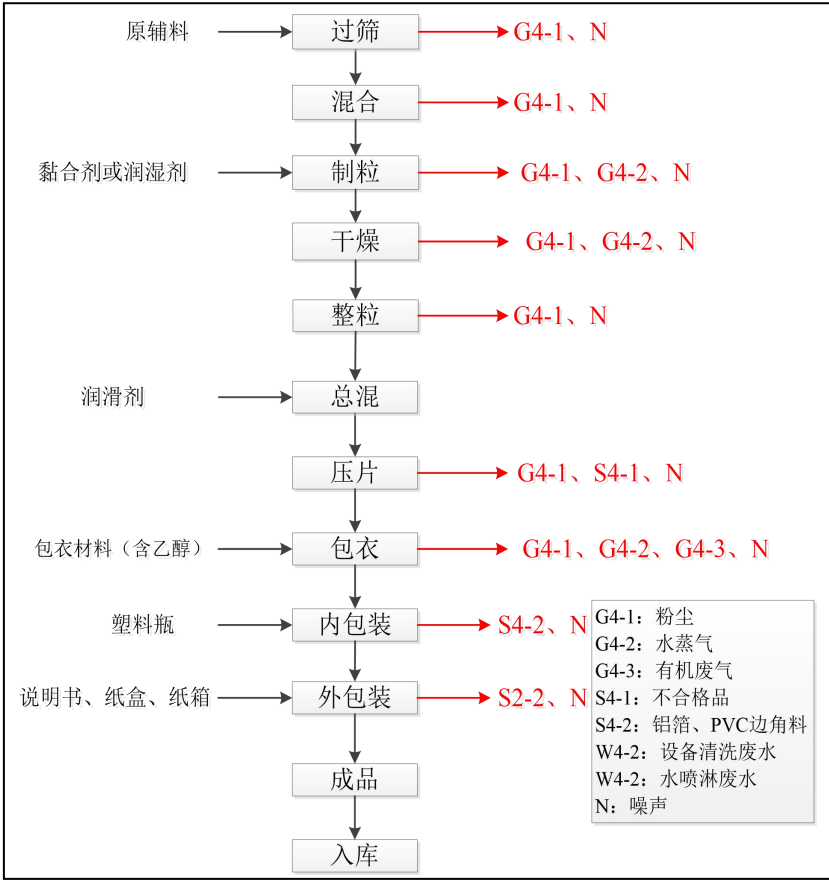 原辅料
过筛
G4-1、N
混合
G4-1、N
黏合剂或润湿剂
制粒
G4-1、G4-2、N
干燥
G4-1、G4-2、N
整粒
G4-1、N
润滑剂
总混
压片
G4-1、S4-1、N
包衣材料（含乙醇）
包衣
G4-1、G4-2、G4-3、N
塑料瓶
内包装
S4-2、N
说明书、纸盒、纸箱
外包装
S2-2、N
成品
入库
G4-1：粉尘
G4-2：水蒸气
G4-3：有机废气
S4-1：不合格品
S4-2：铝箔、PVC边角料
W4-2：设备清洗废水
W4-2：水喷淋废水
N：噪声